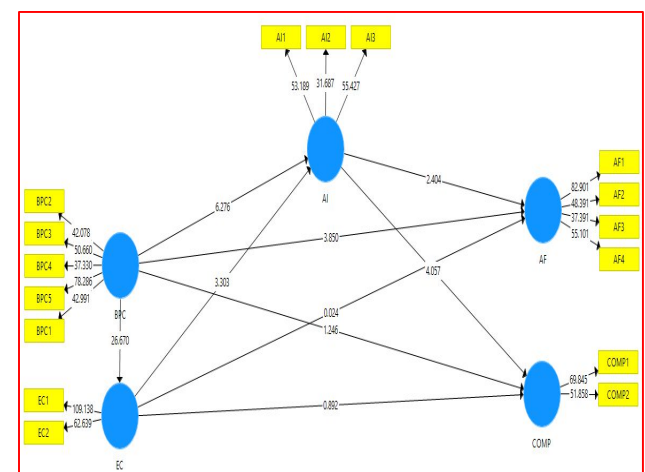 AI1 AI2 AI3
53.189 31.687 55.427
AI
6.276
2.404
3.850
3.303
4.057
0.024
1.246
26.670
0.892
BPC2
BPC3
BPC4
BPC5
BPC1
42.078
50.660
37.330
78.286
42.991
BPC
EC1
EC2
109.138
62.639
EC
AF1
AF2
AF3
AF4
82.901
48.391
37.391
55.101
AF
COMP1
COMP2
69.845
51.858
COMP